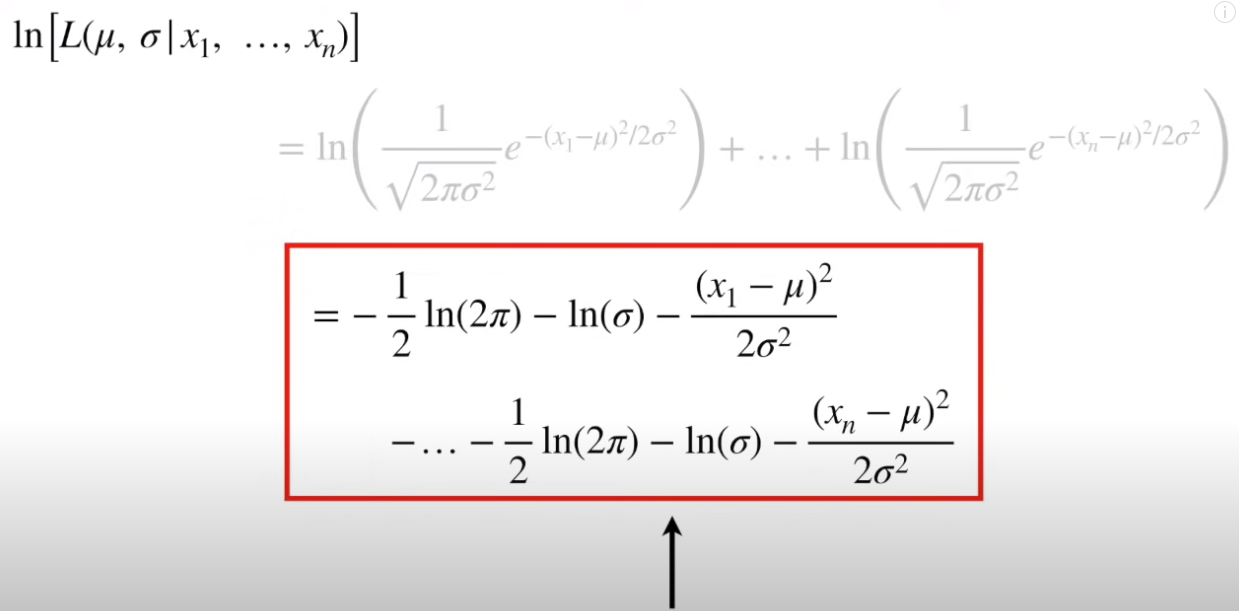 ln[L(μ, σ|x₁, …, xₙ)]
= ln(1/√(2πσ²) e^(−(x₁−μ)²/2σ²)) + … + ln(1/√(2πσ²) e^(−(xₙ−μ)²/2σ²))
= −1/2 ln(2π) − ln(σ) − (x₁ − μ)²/2σ²
−… −1/2 ln(2π) − ln(σ) − (xₙ − μ)²/2σ²